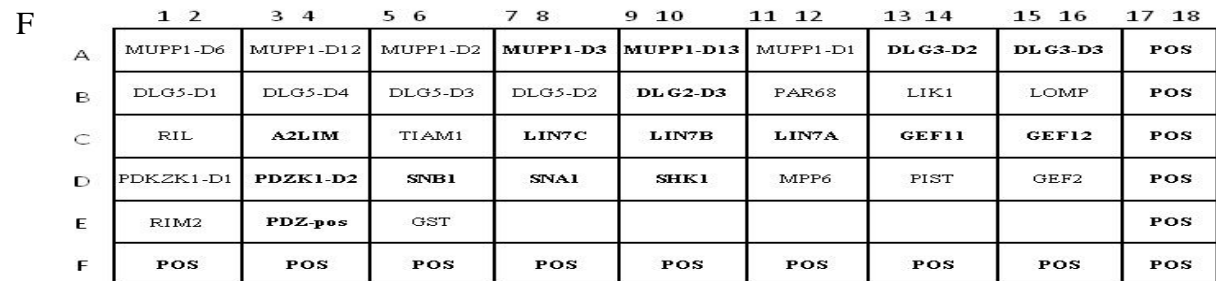 F
1 2 3 4 5 6 7 8 9 10 11 12 13 14 15 16 17 18
A MUPP1-D6 MUPP1-D12 MUPP1-D2 MUPP1-D3 MUPP1-D13 MUPP1-D1 DLG3-D2 DLG3-D3 POS
B DLG5-D1 DLG5-D4 DLG5-D3 DLG5-D2 DLG2-D3 PAR68 LIK1 LOMP POS
C RIL A2LIM TIAM1 LIN7C LIN7B LIN7A GEF11 GEF12 POS
D PDKZK1-D1 PDZK1-D2 SNB1 SNA1 SHK1 MPP6 PIST GEF2 POS
E RIM2 PDZ-pos GST POS
F POS POS POS POS POS POS POS POS POS